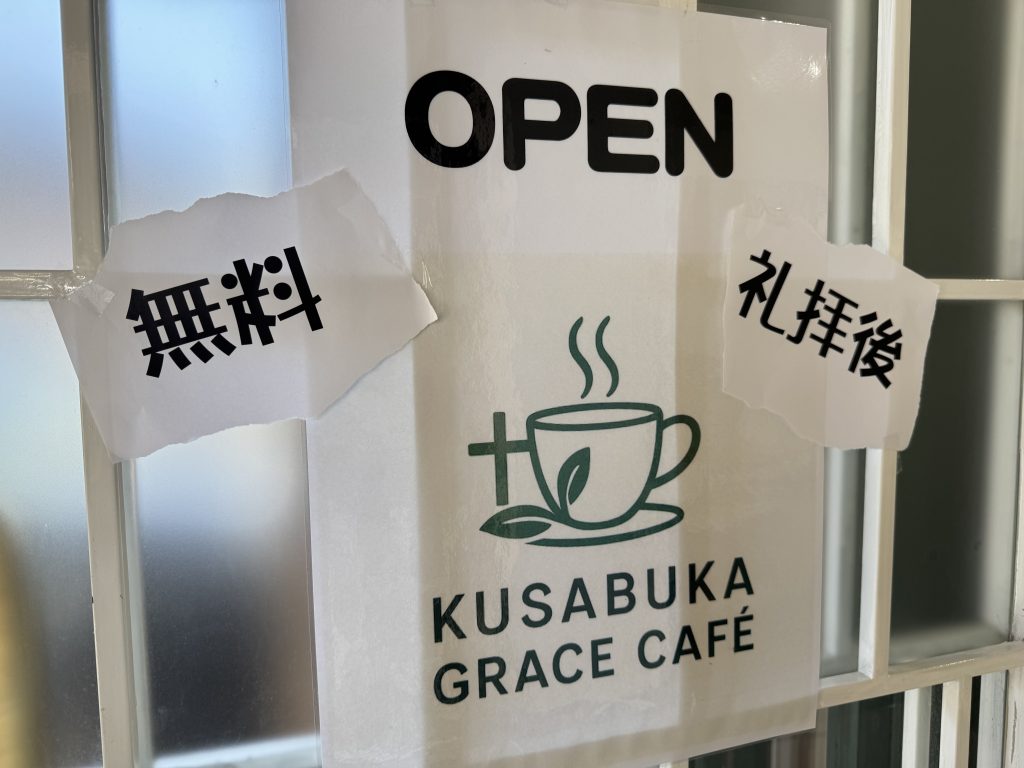 OPEN
無料
礼拝後
KUSABUKA
GRACE CAFÉ